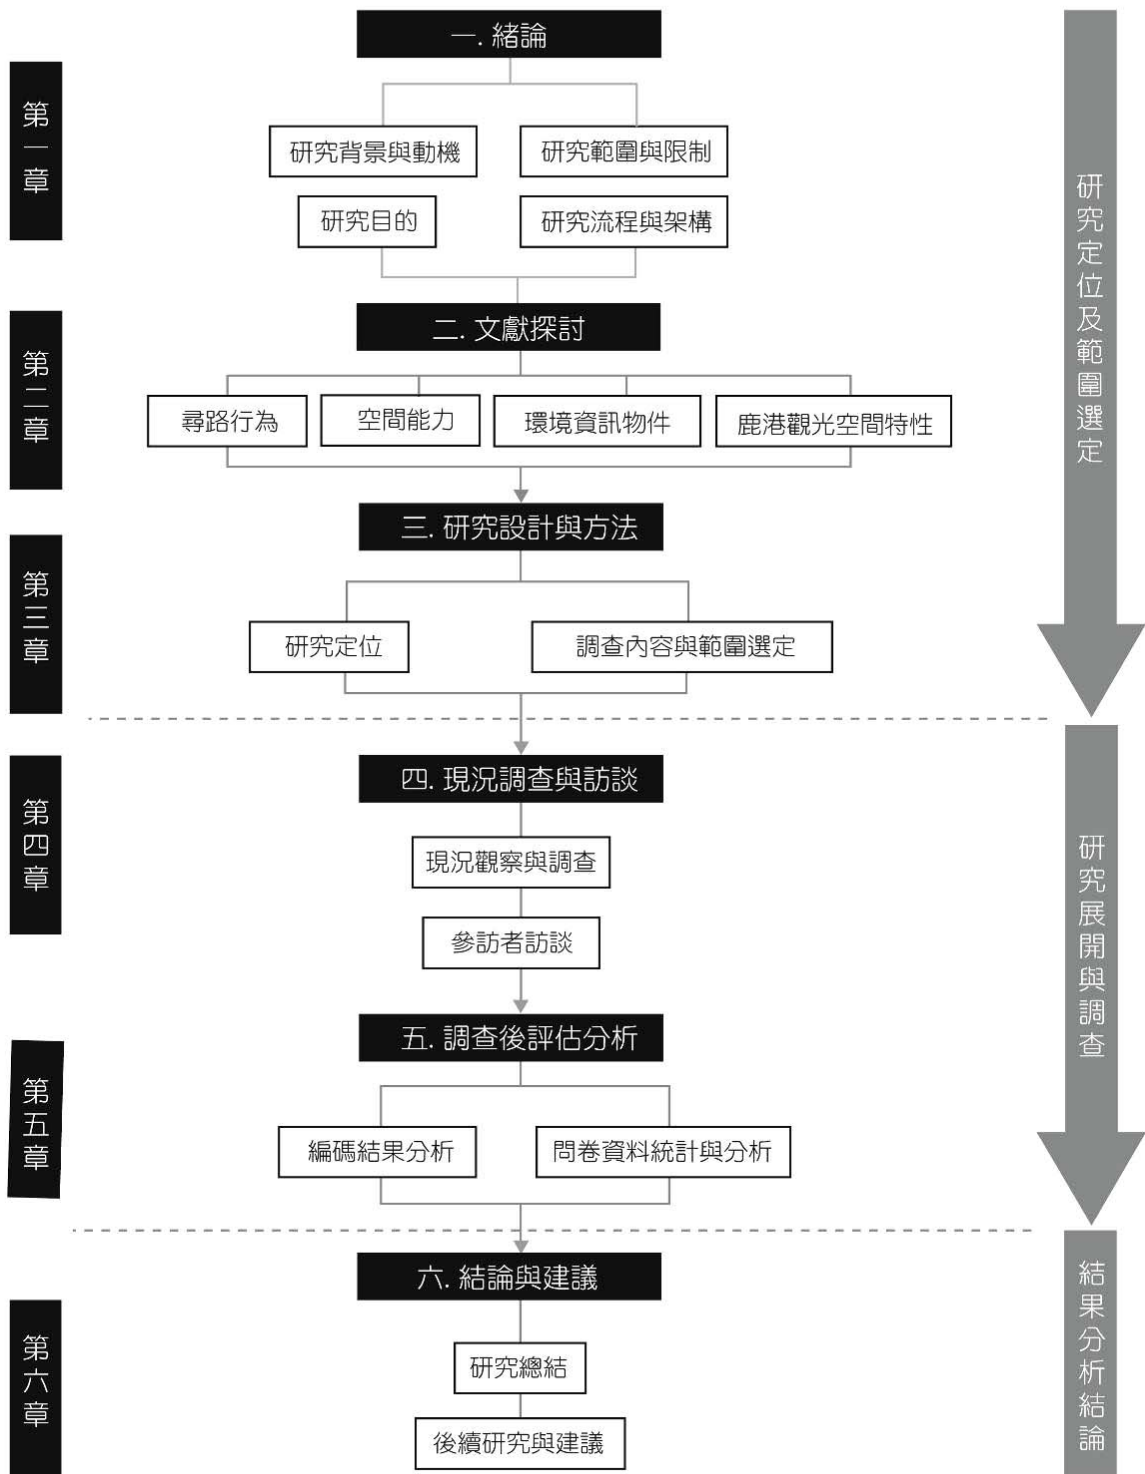 一. 緒論
第一章
研究背景與動機
研究範圍與限制
研究目的
研究流程與架構
二. 文獻探討
第二章
尋路行為
空間能力
環境資訊物件
鹿港觀光空間特性
三. 研究設計與方法
第三章
研究定位
調查內容與範圍選定
研究定位及範圍選定
四. 現況調查與訪談
第四章
現況觀察與調查
參訪者訪談
五. 調查後評估分析
第五章
編碼結果分析
問卷資料統計與分析
研究展開與調查
六. 結論與建議
第六章
研究總結
後續研究與建議
結果分析結論